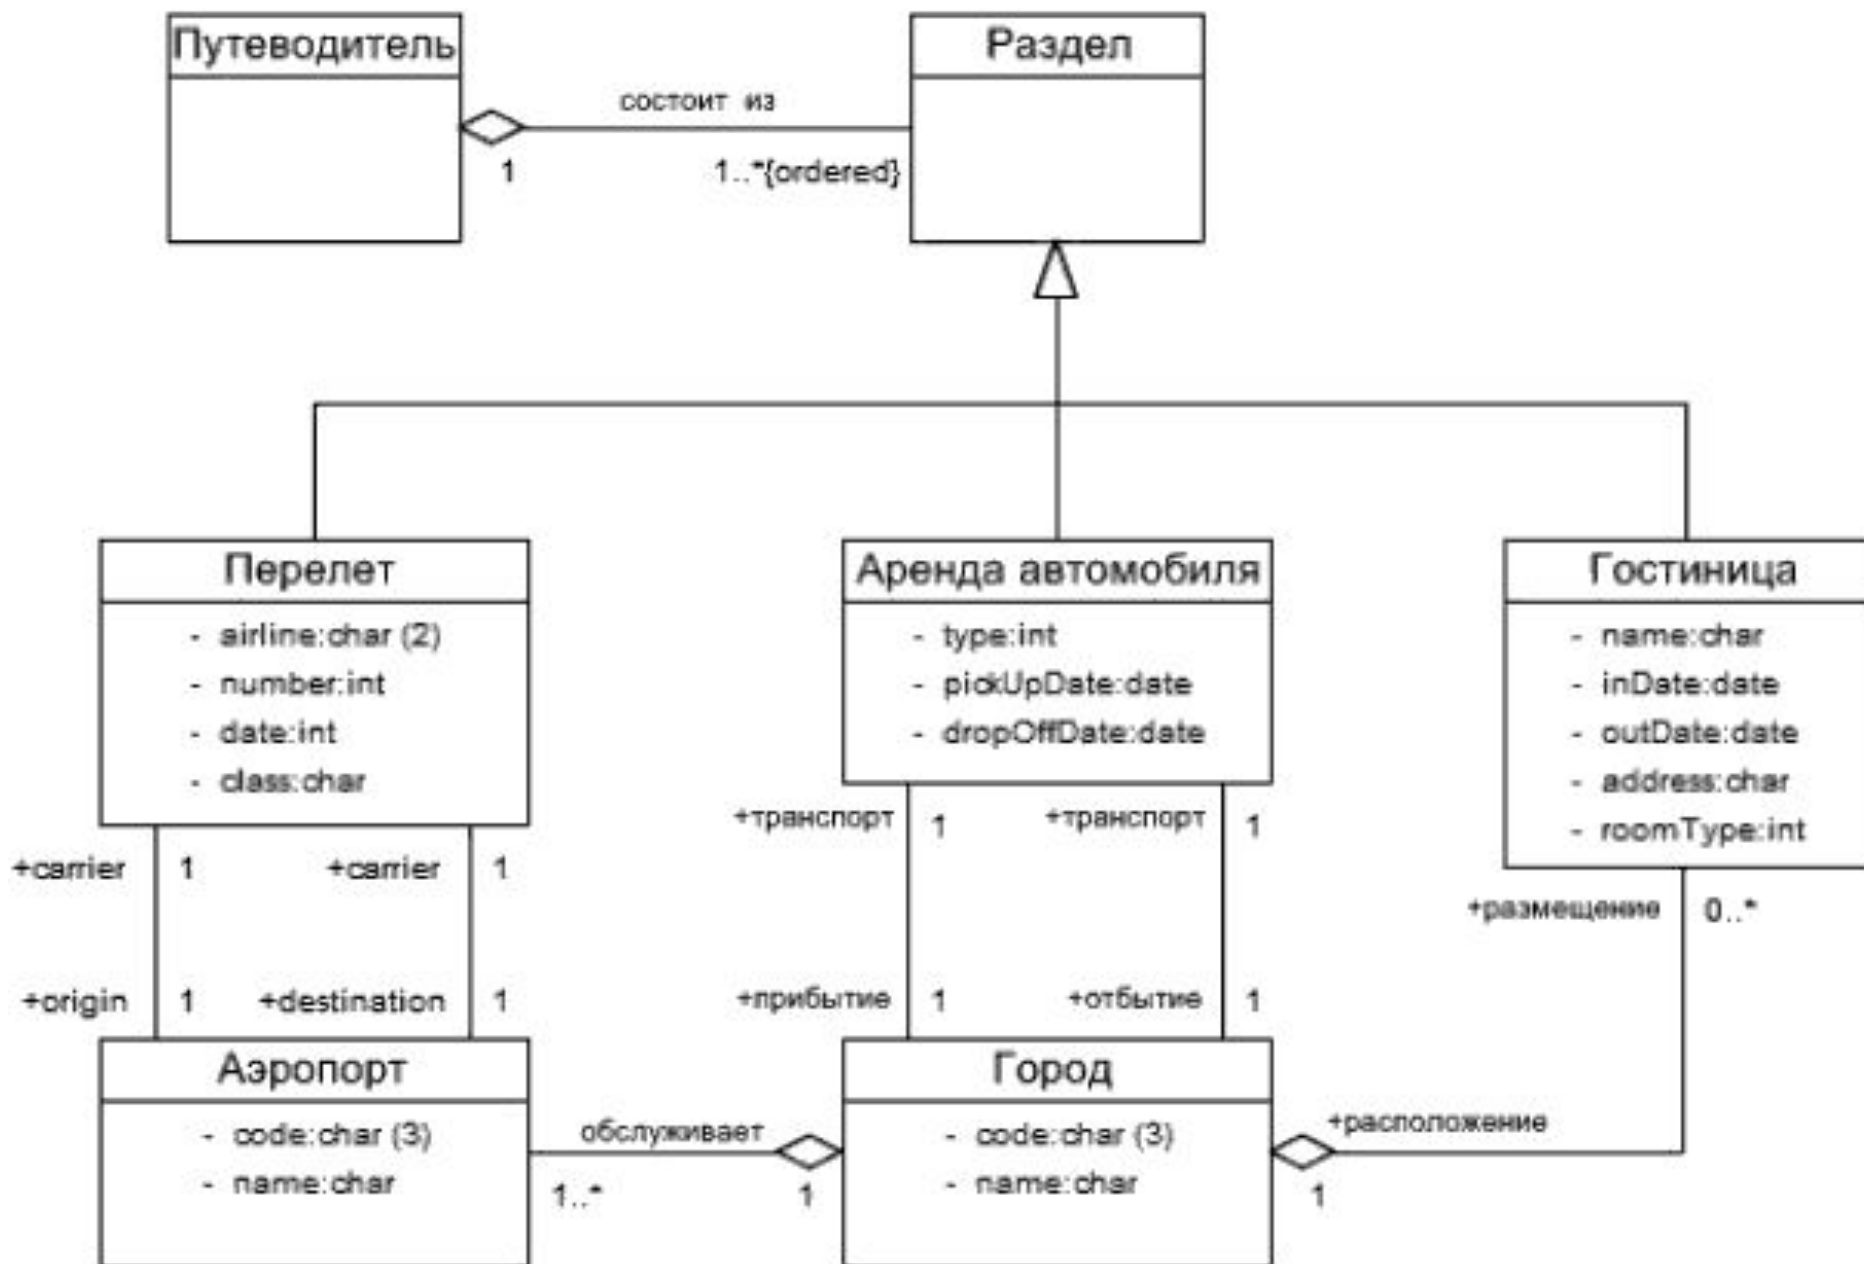 Путеводитель
Раздел
состоит из
1
1..*{ordered}
Перелет
- airline:char (2)
- number:int
- date:int
- class:char
Аренда автомобиля
- type:int
- pickUpDate:date
- dropOffDate:date
Гостиница
- name:char
- inDate:date
- outDate:date
- address:char
- roomType:int
+carrier 1 +carrier 1
+транспорт 1 +транспорт 1
+размещение 0..*
+origin 1 +destination 1
+прибытие 1 +отбытие 1
Аэропорт
- code:char (3)
- name:char
обслуживает
1..* 1
Город
- code:char (3)
- name:char
+расположение
1